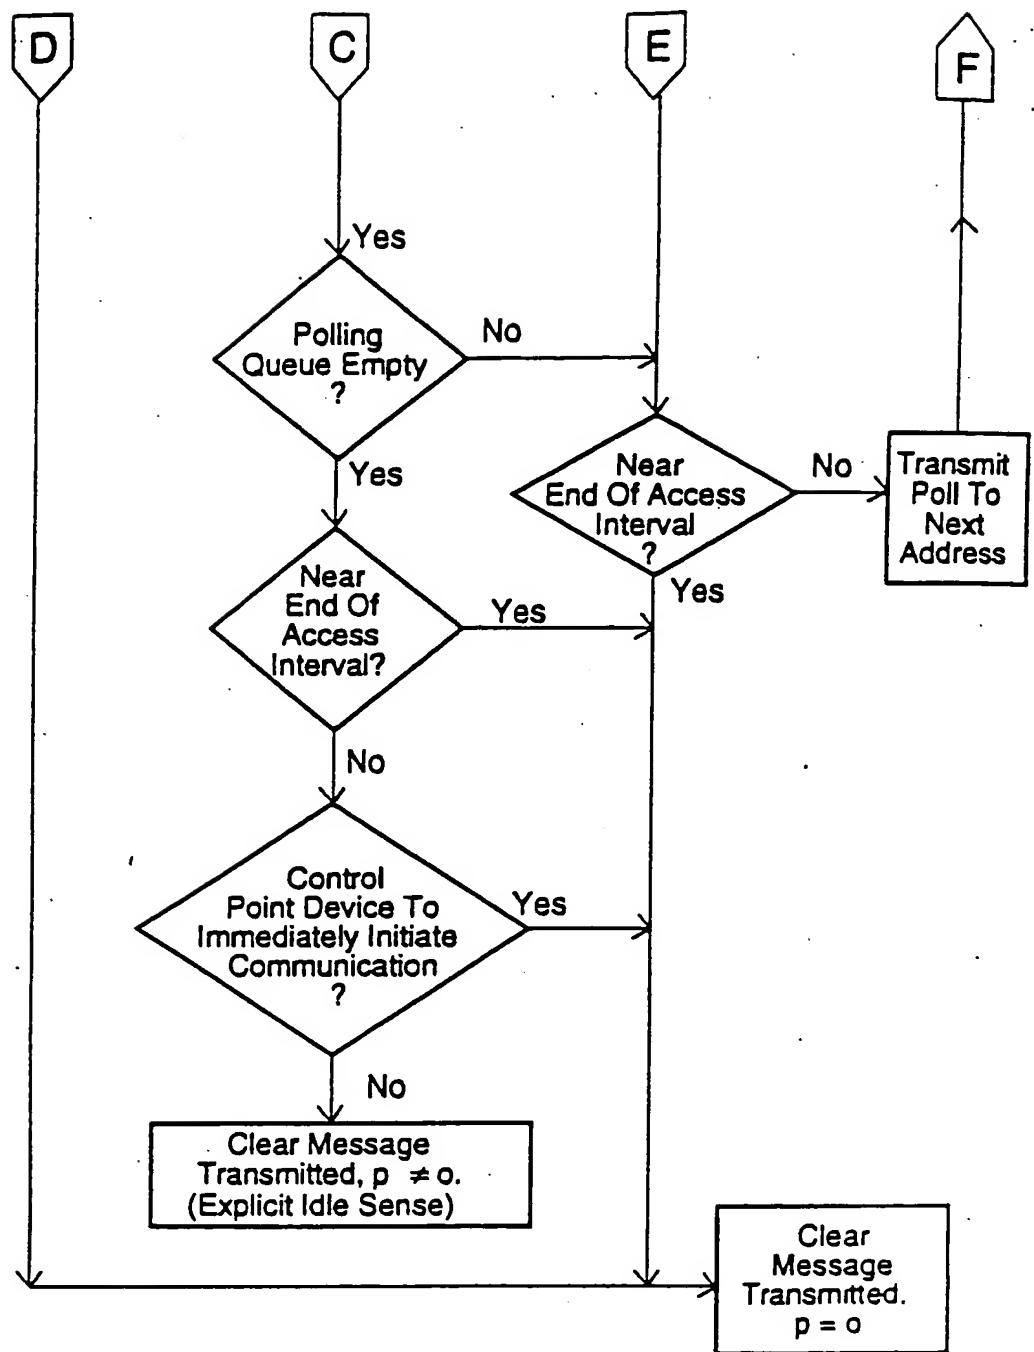 D
C
E
F
Yes
Polling
Queue Empty
?
No
Yes
Near
End Of Access
Interval
?
No
Transmit
Poll To
Next
Address
Yes
Near
End Of
Access
Interval?
Yes
No
Control
Point Device To
Immediately Initiate
Communication
?
Yes
No
Clear Message
Transmitted, p ≠ o.
(Explicit Idle Sense)
Clear
Message
Transmitted.
p = o